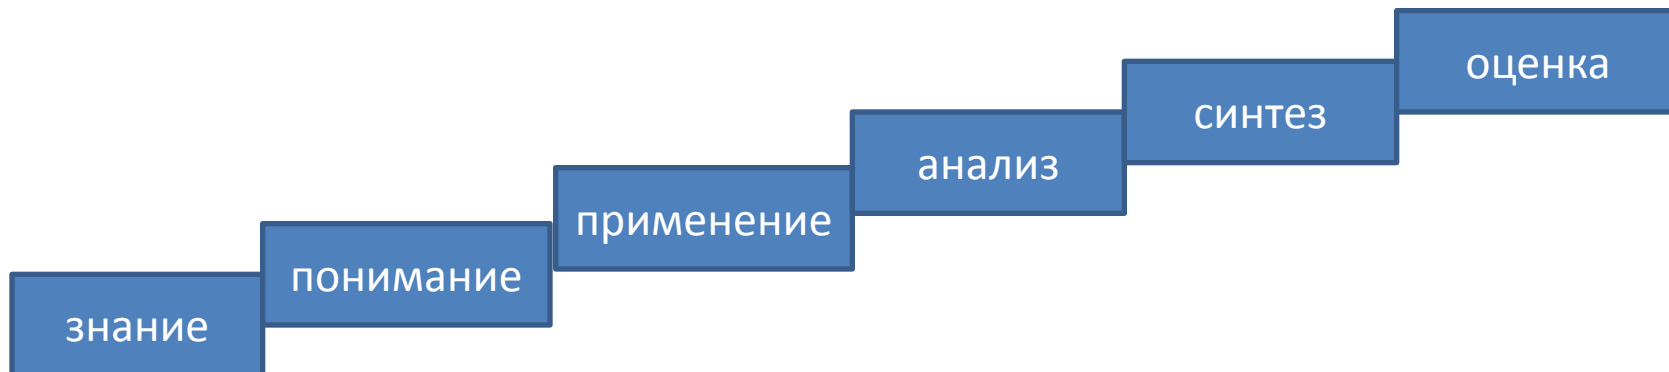 знание
понимание
применение
анализ
синтез
оценка